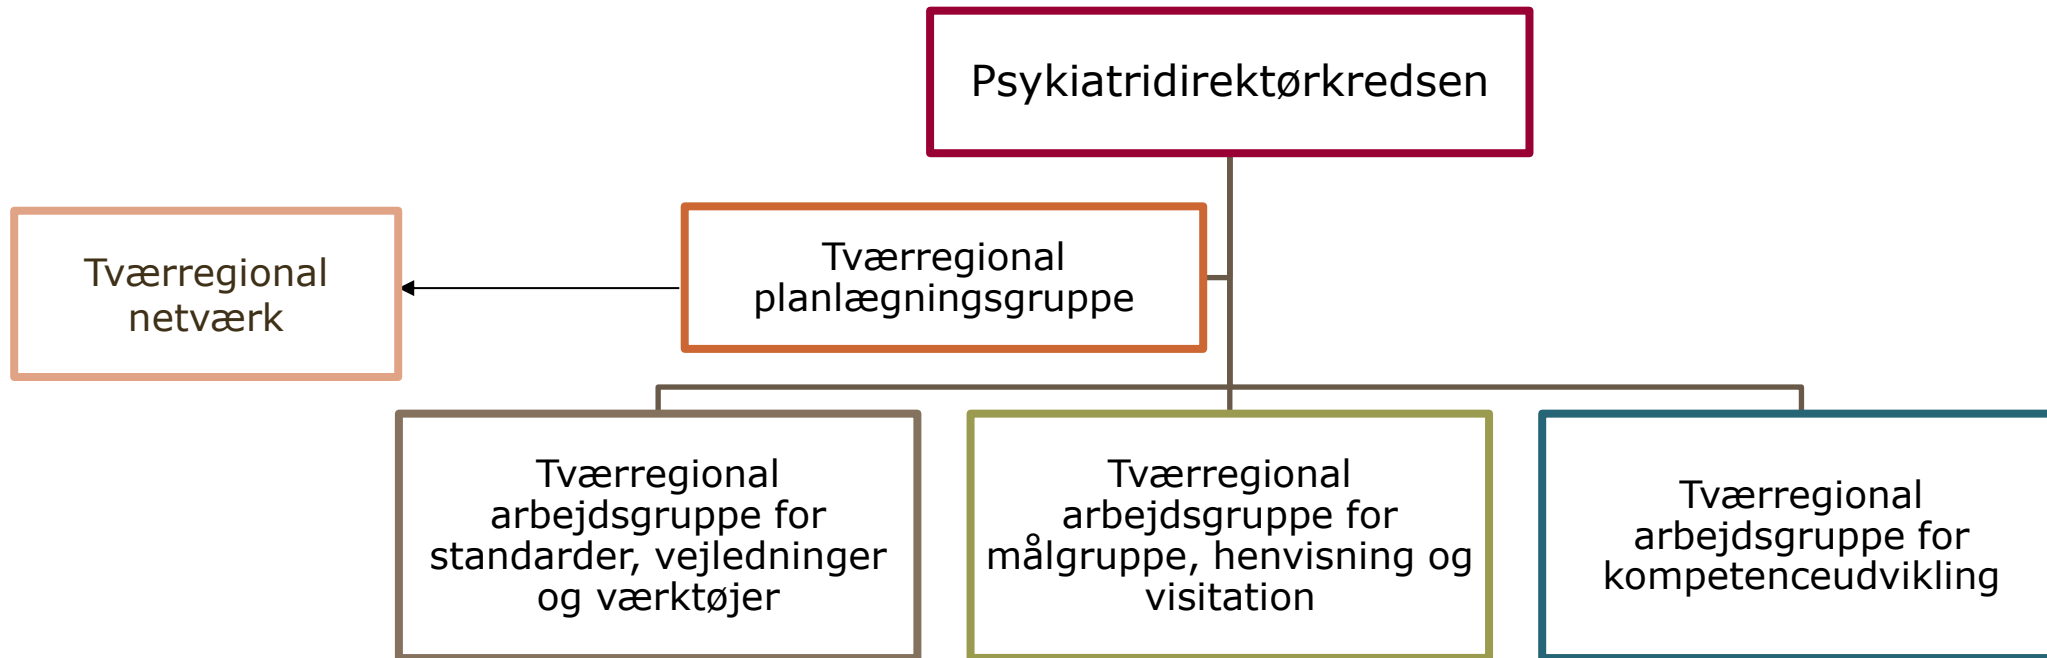 Psykiatridirektørkredsen
Tværregional
netværk
Tværregional
planlægningsgruppe
Tværregional
arbejdsgruppe for
standarder, vejledninger
og værktøjer
Tværregional
arbejdsgruppe for
målgruppe, henvisning og
visitation
Tværregional
arbejdsgruppe for
kompetenceudvikling